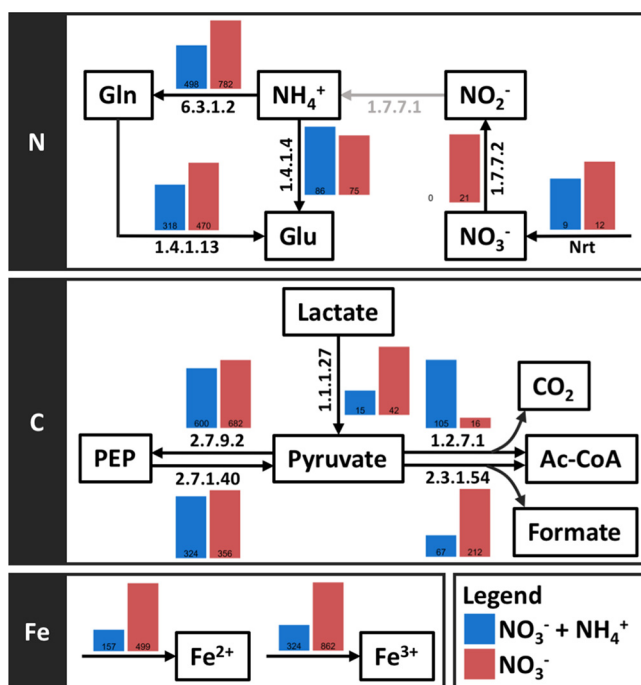 N
498 782
Gln
6.3.1.2
NH₄⁺
1.7.7.1
NO₂⁻
1.4.1.4
86 75
0 21
1.7.7.2
318 470
1.4.1.13
Glu
NO₃⁻
9 12
Nrt
C
Lactate
1.1.1.27
15 42
600 682
2.7.9.2
105 16
1.2.7.1
CO₂
PEP
Pyruvate
Ac-CoA
2.7.1.40
324 356
2.3.1.54
67 212
Formate
Fe
157 499
Fe²⁺
324 862
Fe³⁺
Legend
NO₃⁻ + NH₄⁺
NO₃⁻